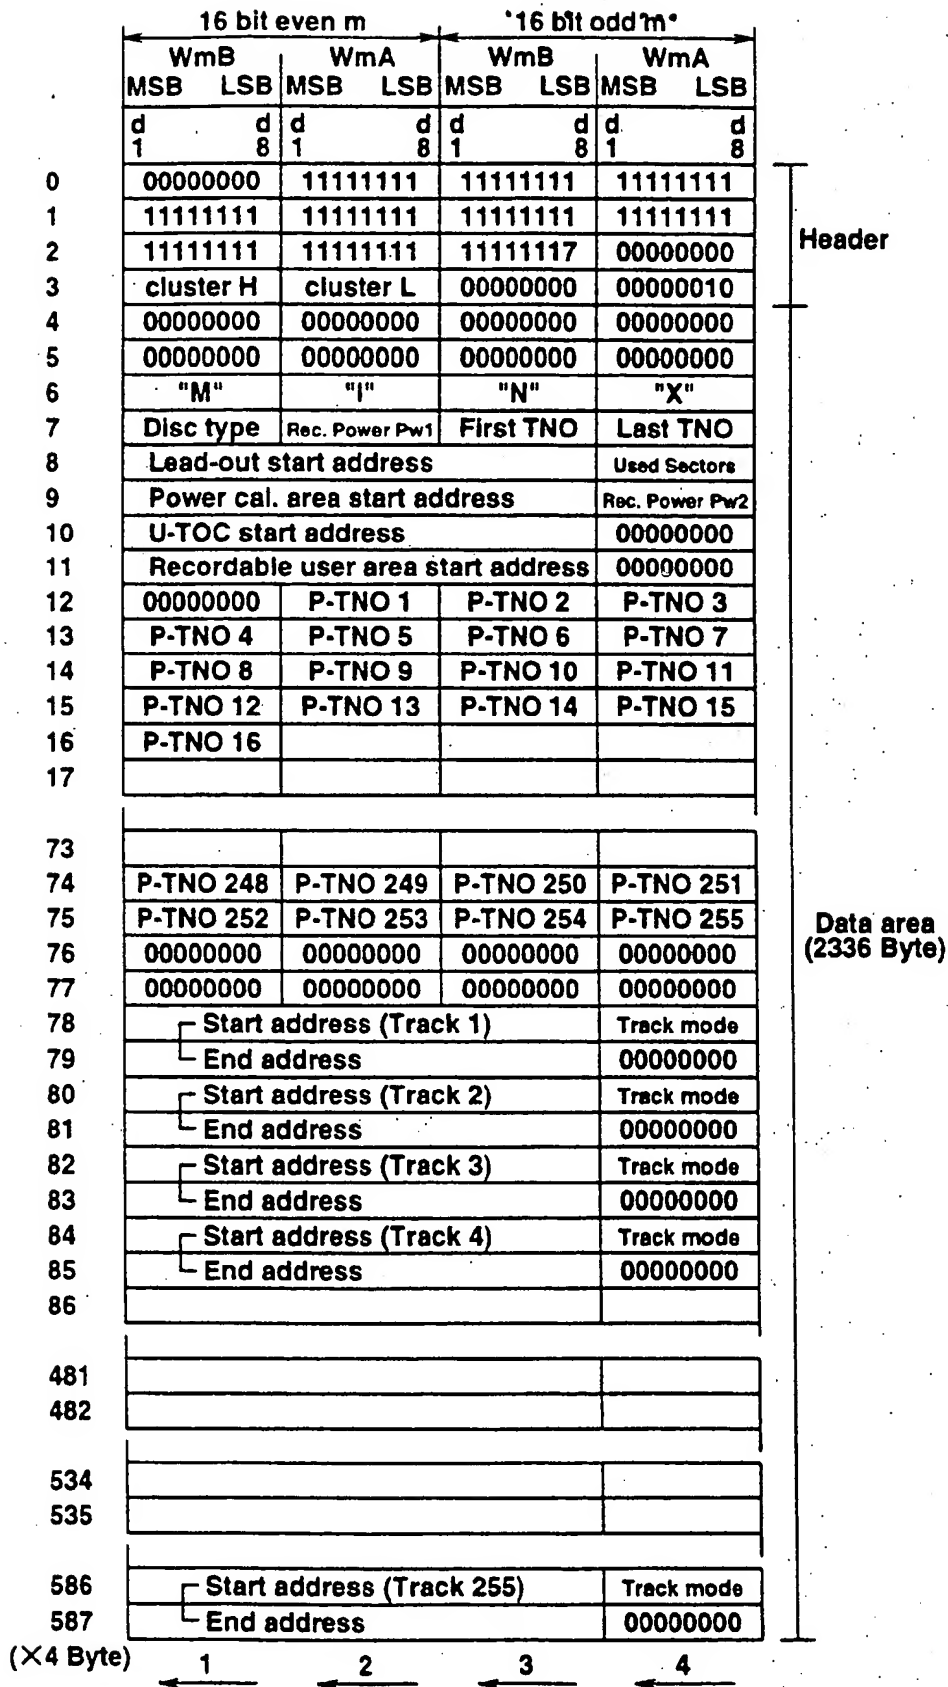 16 bit even m 16 bit odd m
WmB WmA WmB WmA
MSB LSB MSB LSB MSB LSB MSB LSB
d d d d d d d d
1 8 1 8 1 8 1 8
0 00000000 11111111 11111111 11111111
1 11111111 11111111 11111111 11111111
Header
2 11111111 11111111 11111117 00000000
3 cluster H cluster L 00000000 00000010
4 00000000 00000000 00000000 00000000
5 00000000 00000000 00000000 00000000
6 "M" "I" "N" "X"
7 Disc type Rec. Power Pw1 First TNO Last TNO
8 Lead-out start address Used Sectors
9 Power cal. area start address Rec. Power Pw2
10 U-TOC start address 00000000
11 Recordable user area start address 00000000
12 00000000 P-TNO 1 P-TNO 2 P-TNO 3
13 P-TNO 4 P-TNO 5 P-TNO 6 P-TNO 7
14 P-TNO 8 P-TNO 9 P-TNO 10 P-TNO 11
15 P-TNO 12 P-TNO 13 P-TNO 14 P-TNO 15
16 P-TNO 16
17
73
74 P-TNO 248 P-TNO 249 P-TNO 250 P-TNO 251
75 P-TNO 252 P-TNO 253 P-TNO 254 P-TNO 255
Data area
(2336 Byte)
76 00000000 00000000 00000000 00000000
77 00000000 00000000 00000000 00000000
78 Start address (Track 1) Track mode
79 End address 00000000
80 Start address (Track 2) Track mode
81 End address 00000000
82 Start address (Track 3) Track mode
83 End address 00000000
84 Start address (Track 4) Track mode
85 End address 00000000
86
481
482
534
535
586 Start address (Track 255) Track mode
587 End address 00000000
(×4 Byte) 1 2 3 4